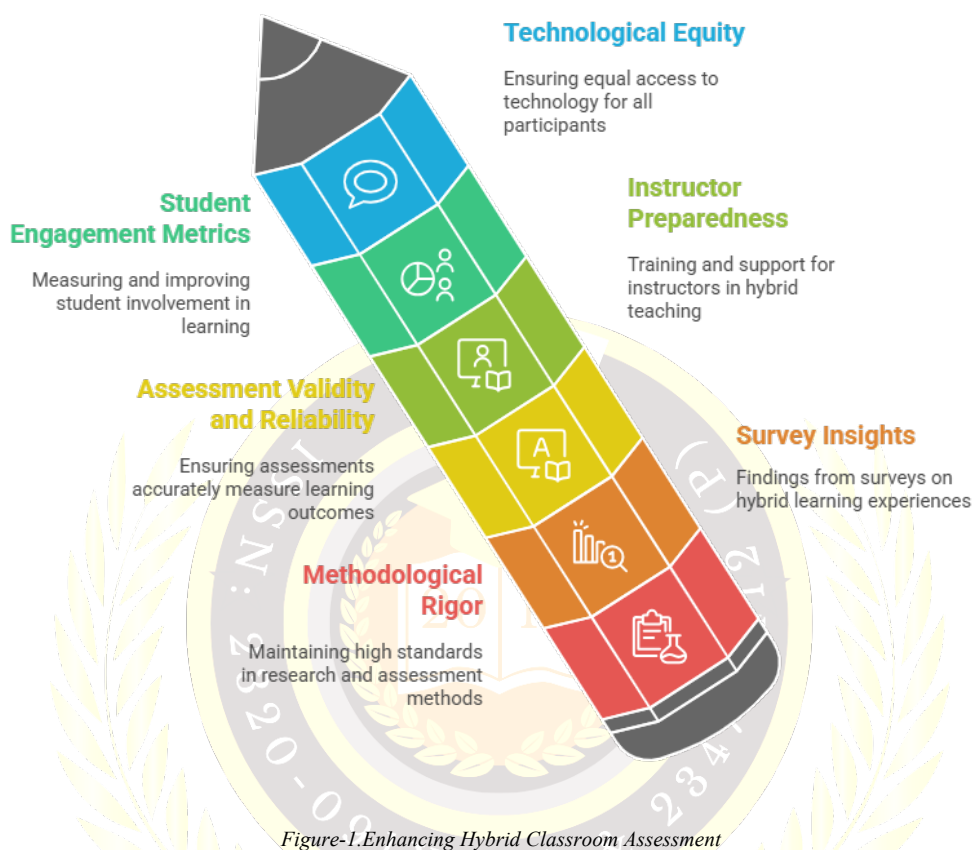 Technological Equity
Ensuring equal access to
technology for all
participants
Student
Engagement Metrics
Measuring and improving
student involvement in
learning
Instructor
Preparedness
Training and support for
instructors in hybrid
teaching
Assessment Validity
and Reliability
Ensuring assessments
accurately measure learning
outcomes
A
Survey Insights
Findings from surveys on
hybrid learning experiences
1
Methodological
Rigor
Maintaining high standards
in research and assessment
methods
Figure-1.Enhancing Hybrid Classroom Assessment